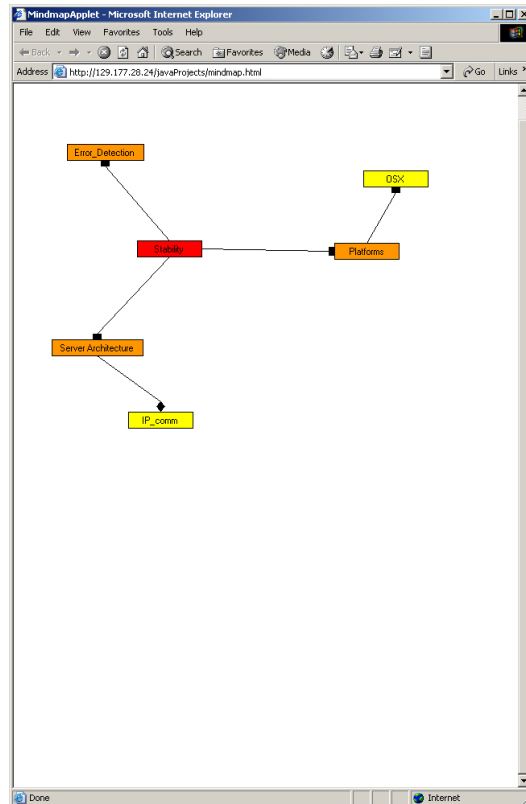 MindmapApplet - Microsoft Internet Explorer
File Edit View Favorites Tools Help
Back Search Favorites Media
Address http://129.177.28.24/javaProjects/mindmap.html Go Links »
Error_Detection
OSX
Stability
Platforms
Server Architecture
IP_comm
Done Internet